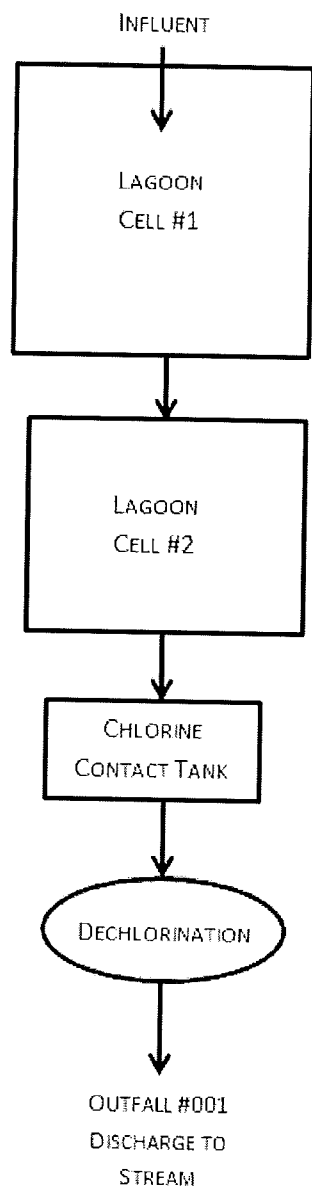 INFLUENT
LAGOON
CELL #1
LAGOON
CELL #2
CHLORINE
CONTACT TANK
DECHLORINATION
OUTFALL #001
DISCHARGE TO
STREAM